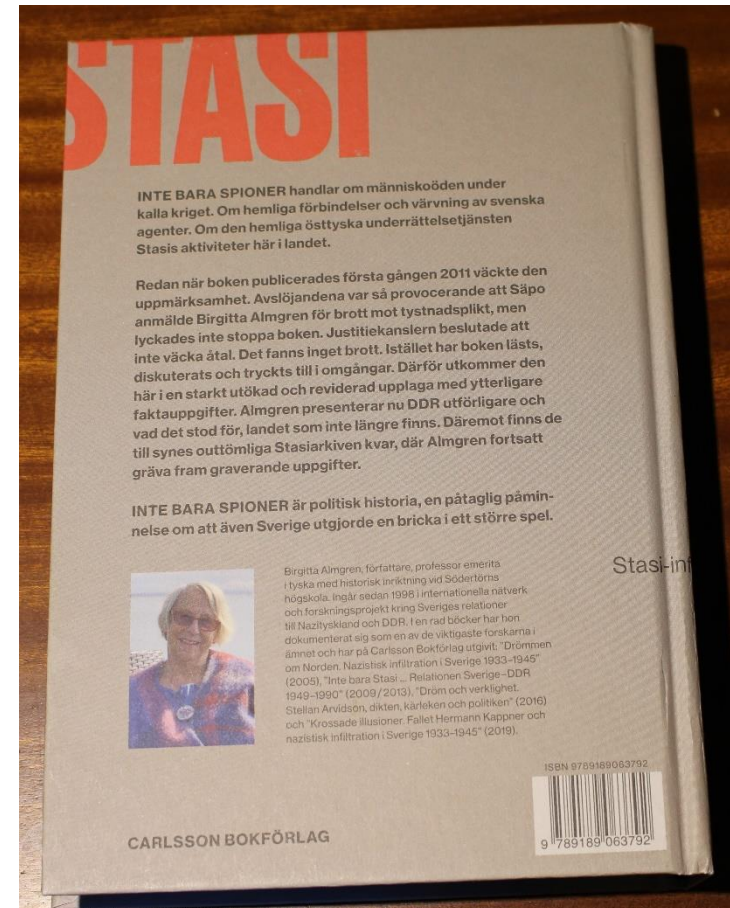 STASI
INTE BARA SPIONER handlar om människoöden under
kalla kriget. Om hemliga förbindelser och värvning av svenska
agenter. Om den hemliga östtyska underrättelsetjänsten
Stasis aktiviteter här i landet.
Redan när boken publicerades första gången 2011 väckte den
uppmärksamhet. Avslöjandena var så provocerande att Säpo
anmälde Birgitta Almgren för brott mot tystnadsplikt, men
lyckades inte stoppa boken. Justitiekanslern beslutade att
inte väcka åtal. Det fanns inget brott. Istället har boken lästs,
diskuterats och tryckts till i omgångar. Därför utkommer den
här i en starkt utökad och reviderad upplaga med ytterligare
faktauppgifter. Almgren presenterar nu DDR utförligare och
vad det stod för, landet som inte längre finns. Däremot finns de
till synes outtömliga Stasiarkiven kvar, där Almgren fortsatt
gräva fram graverande uppgifter.
INTE BARA SPIONER är politisk historia, en påtaglig påmin-
nelse om att även Sverige utgjorde en bricka i ett större spel.
Stasi-inf
Birgitta Almgren, författare, professor emerita
i tyska med historisk inriktning vid Södertörns
högskola. Ingår sedan 1998 i internationella nätverk
och forskningsprojekt kring Sveriges relationer
till Nazityskland och DDR. I en rad böcker har hon
dokumenterat sig som en av de viktigaste forskarna i
ämnet och har på Carlsson Bokförlag utgivit: "Drömmen
om Norden. Nazistisk infiltration i Sverige 1933–1945"
(2005), "Inte bara Stasi ... Relationen Sverige–DDR
1949–1990" (2009/2013). "Dröm och verklighet.
Stellan Arvidson, dikten, kärleken och politiken" (2016)
och "Krossade illusioner. Fallet Hermann Kappner och
nazistisk infiltration i Sverige 1933–1945" (2019).
ISBN 9789189063792
9 789189 063792
CARLSSON BOKFÖRLAG